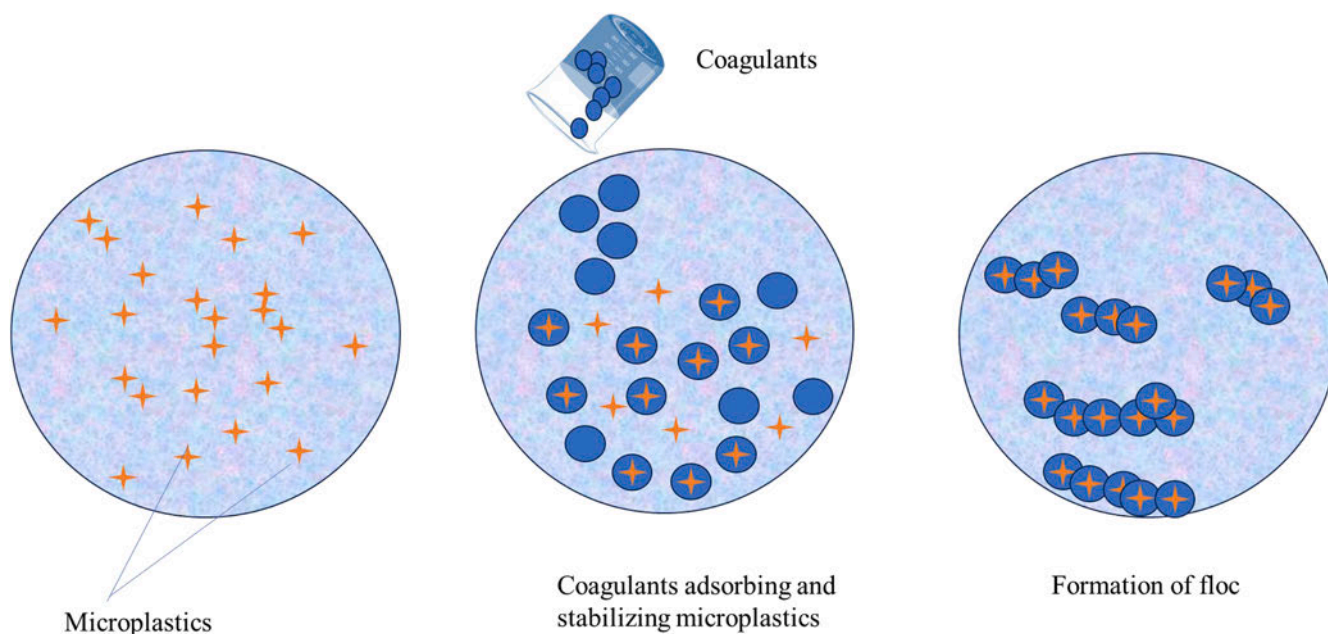 Coagulants
Microplastics
Coagulants adsorbing and
stabilizing microplastics
Formation of floc